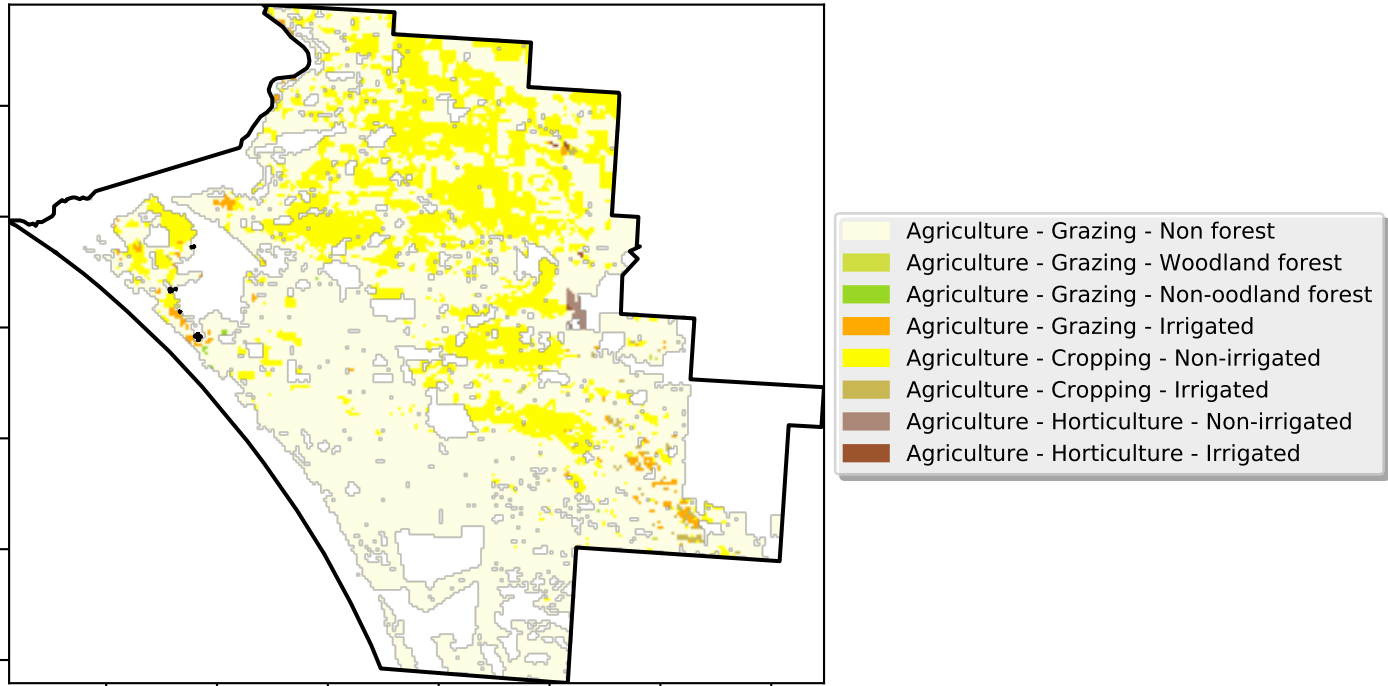 Agriculture - Grazing - Non forest
Agriculture - Grazing - Woodland forest
Agriculture - Grazing - Non-oodland forest
Agriculture - Grazing - Irrigated
Agriculture - Cropping - Non-irrigated
Agriculture - Cropping - Irrigated
Agriculture - Horticulture - Non-irrigated
Agriculture - Horticulture - Irrigated